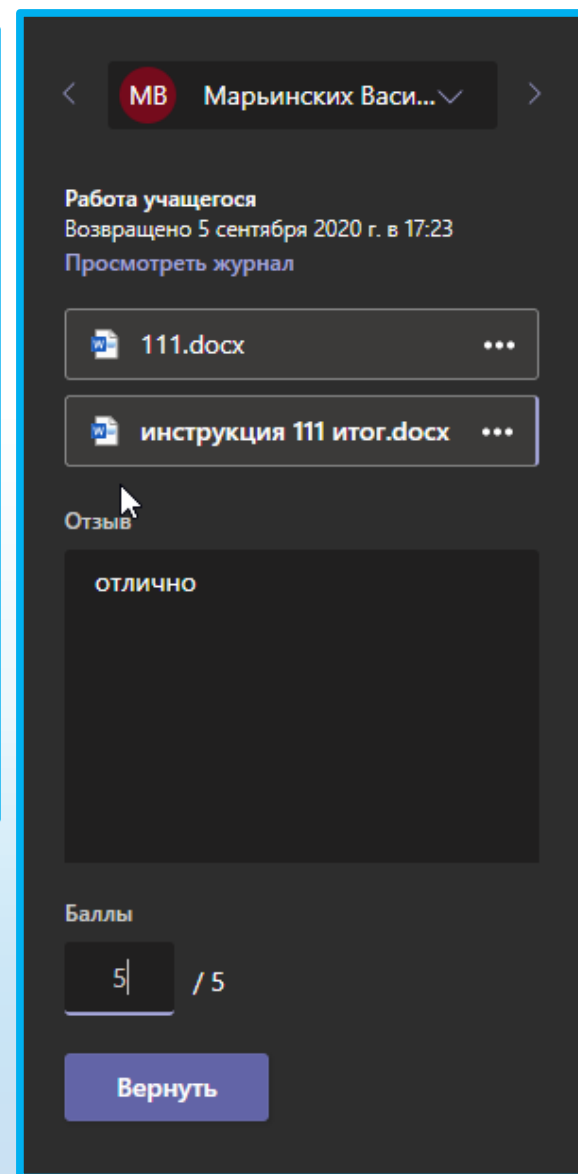 МВ Марьинских Васи...
Работа учащегося
Возвращено 5 сентября 2020 г. в 17:23
Просмотреть журнал
111.docx
инструкция 111 итог.docx
Отзыв
отлично
Баллы
5 / 5
Вернуть